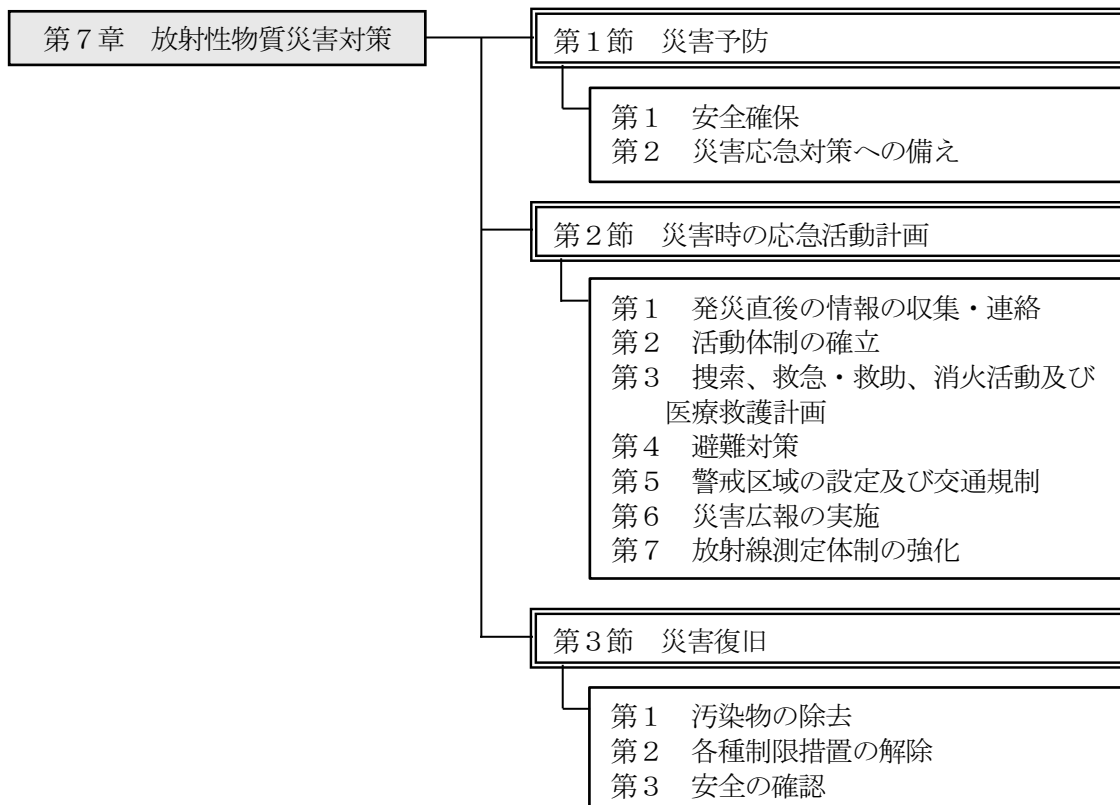 第７章　放射性物質災害対策
第１節　災害予防
第１　安全確保
第２　災害応急対策への備え
第２節　災害時の応急活動計画
第１　発災直後の情報の収集・連絡
第２　活動体制の確立
第３　捜索、救急・救助、消火活動及び
医療救護計画
第４　避難対策
第５　警戒区域の設定及び交通規制
第６　災害広報の実施
第７　放射線測定体制の強化
第３節　災害復旧
第１　汚染物の除去
第２　各種制限措置の解除
第３　安全の確認